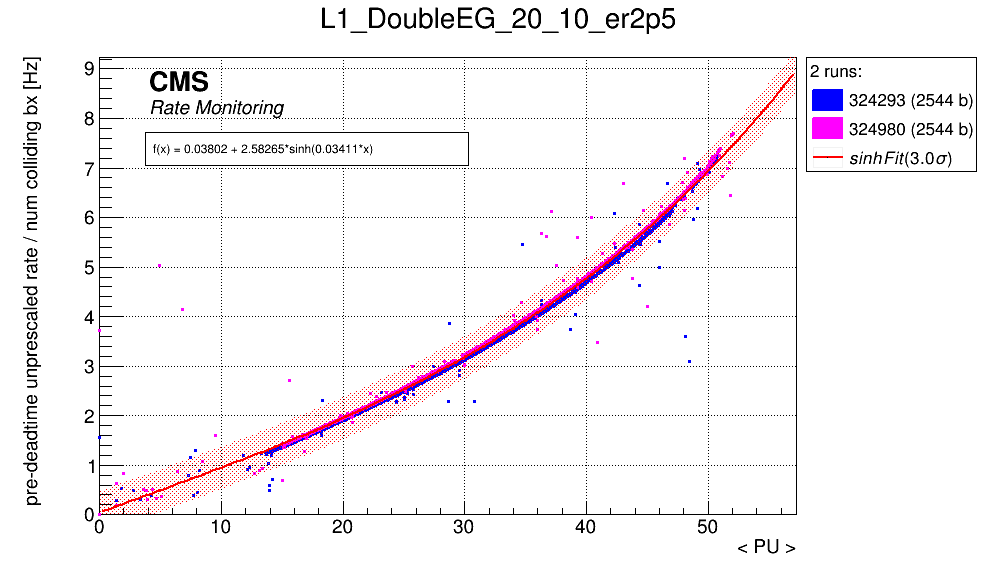 L1_DoubleEG_20_10_er2p5
pre-deadtime unprescaled rate / num colliding bx [Hz]
9
8
7
6
5
4
3
2
1
0
CMS
Rate Monitoring
f(x) = 0.03802 + 2.58265*sinh(0.03411*x)
0 10 20 30 40 50
< PU >
2 runs:
324293 (2544 b)
324980 (2544 b)
sinhFit(3.0σ)